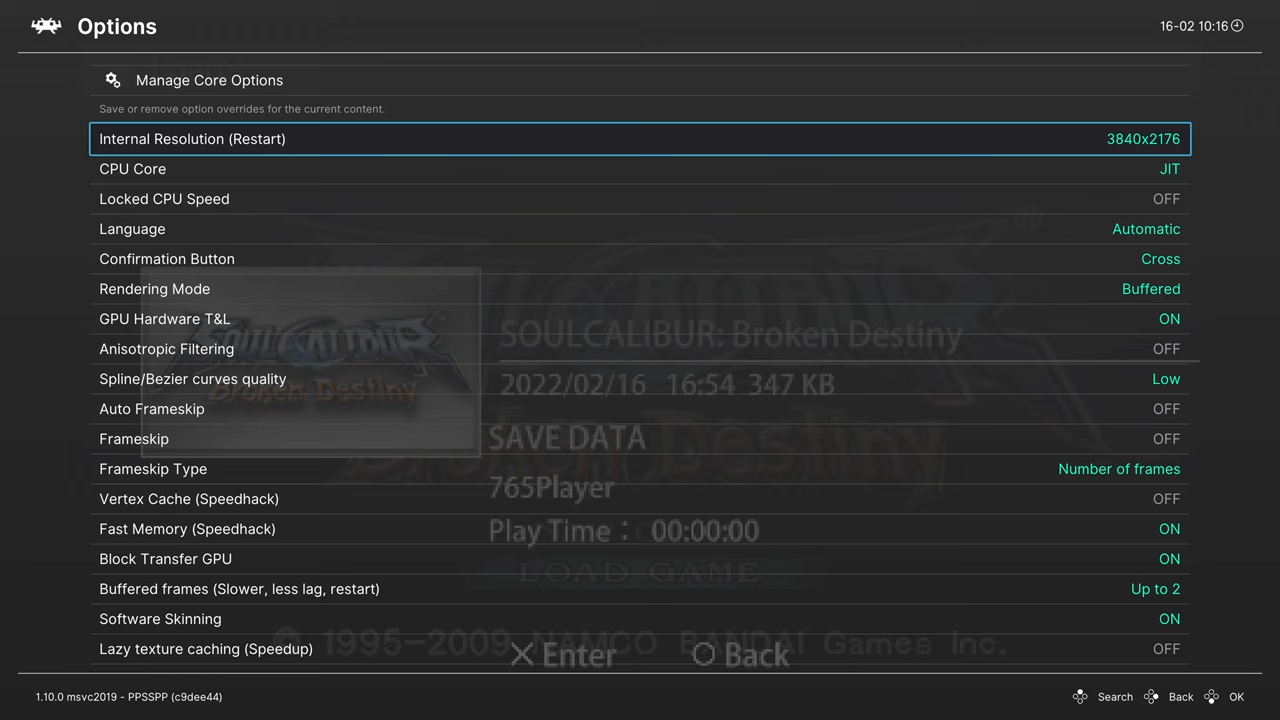 Options
16-02 10:16
Manage Core Options
Save or remove option overrides for the current content.
Internal Resolution (Restart) 3840x2176
CPU Core JIT
Locked CPU Speed OFF
Language Automatic
Confirmation Button Cross
Rendering Mode Buffered
GPU Hardware T&L ON
SOULCALIBUR: Broken Destiny
Anisotropic Filtering OFF
SOULCALIBUR
Spline/Bezier curves quality Low
2022/02/16 16:54 347 KB
Broken Destiny
Auto Frameskip OFF
Frameskip OFF
SAVE DATA
Frameskip Type Number of frames
765Player
Vertex Cache (Speedhack) OFF
Fast Memory (Speedhack) ON
Play Time : 00:00:00
Block Transfer GPU ON
LOAD GAME
Buffered frames (Slower, less lag, restart) Up to 2
Software Skinning ON
© 1995-2009 NAMCO BANDAI Games Inc.
Lazy texture caching (Speedup) OFF
Enter Back
1.10.0 msvc2019 - PPSSPP (c9dee44)
Search Back OK